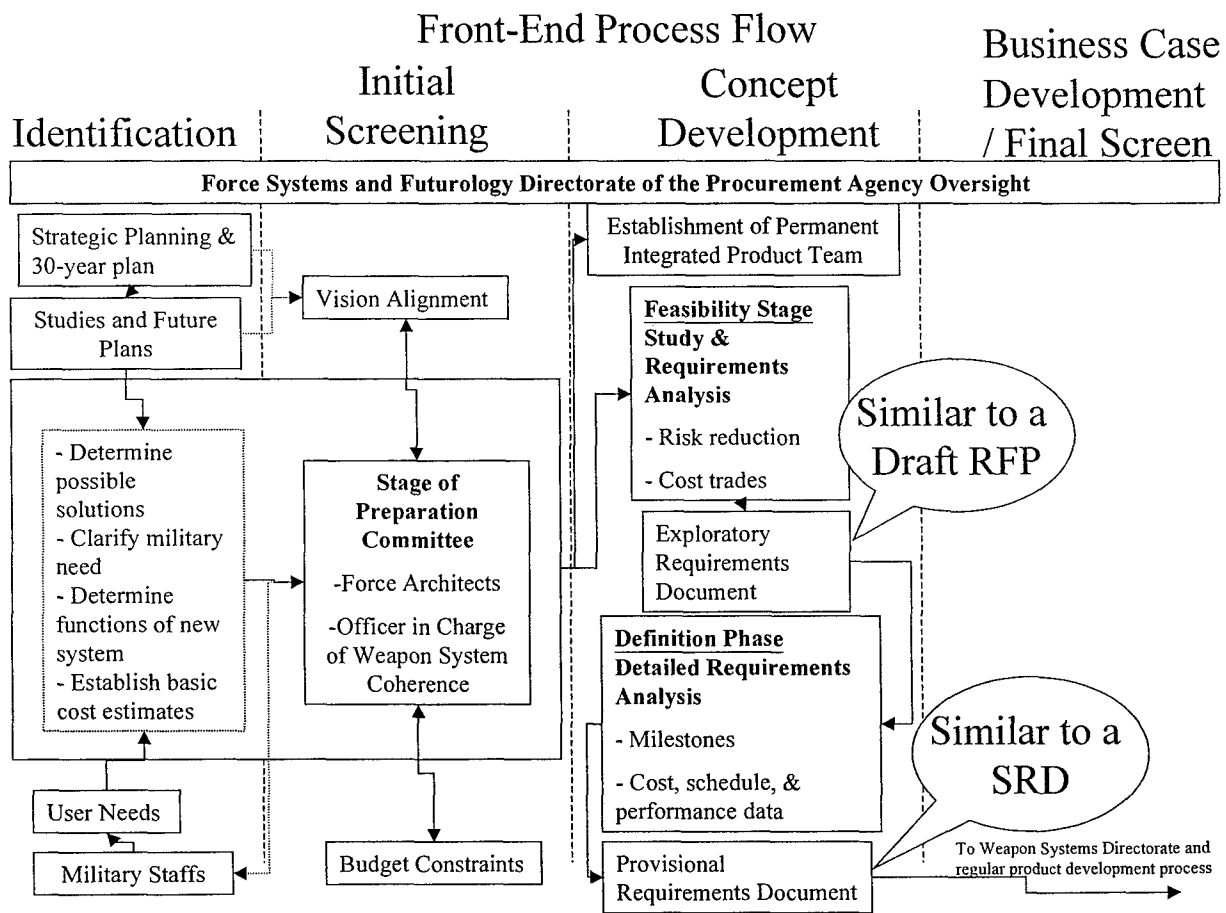 Front-End Process Flow
Identification
Initial
Screening
Concept
Development
Business Case
Development
/ Final Screen
Force Systems and Futurology Directorate of the Procurement Agency Oversight
Strategic Planning &
30-year plan
Studies and Future
Plans
- Determine
possible
solutions
- Clarify military
need
- Determine
functions of new
system
- Establish basic
cost estimates
User Needs
Military Staffs
Vision Alignment
Stage of
Preparation
Committee
-Force Architects
-Officer in Charge
of Weapon System
Coherence
Budget Constraints
Establishment of Permanent
Integrated Product Team
Feasibility Stage
Study &
Requirements
Analysis
- Risk reduction
- Cost trades
Similar to a
Draft RFP
Exploratory
Requirements
Document
Definition Phase
Detailed Requirements
Analysis
- Milestones
- Cost, schedule, &
performance data
Similar to a
SRD
Provisional
Requirements Document
To Weapon Systems Directorate and
regular product development process